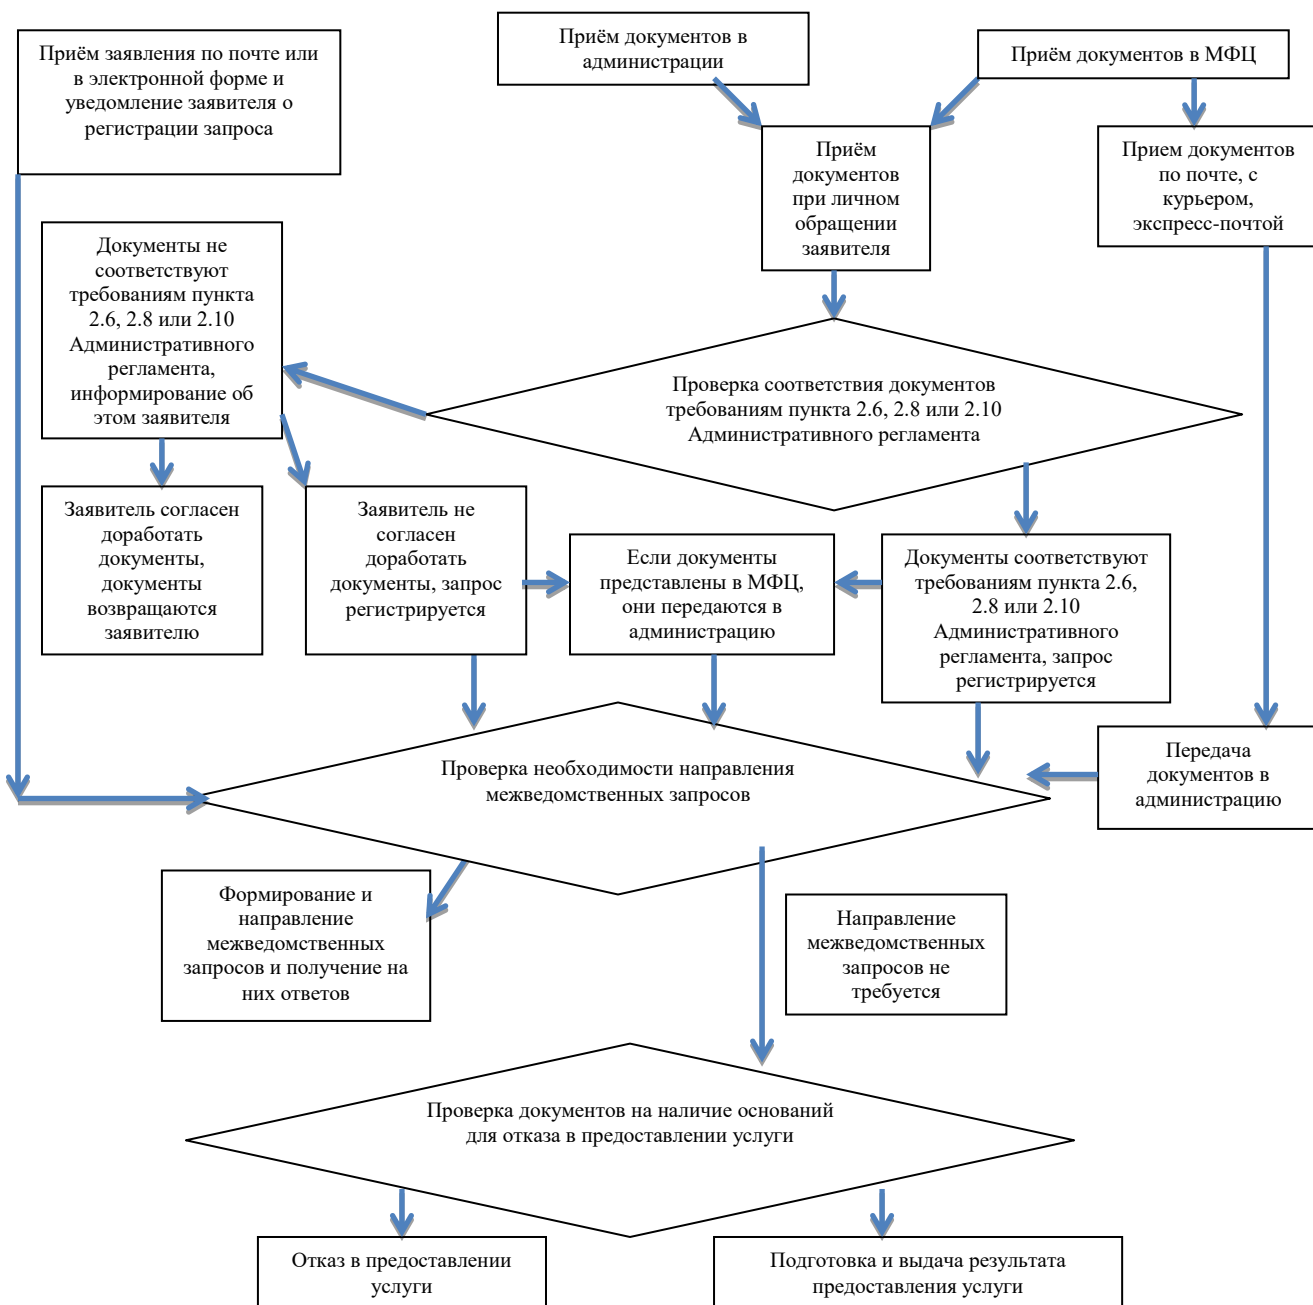 Приём заявления по почте или
в электронной форме и
уведомление заявителя о
регистрации запроса
Приём документов в
администрации
Приём документов в МФЦ
Приём
документов
при личном
обращении
заявителя
Прием документов
по почте, с
курьером,
экспресс-почтой
Документы не
соответствуют
требованиям пункта
2.6, 2.8 или 2.10
Административного
регламента,
информирование об
этом заявителя
Проверка соответствия документов
требованиям пункта 2.6, 2.8 или 2.10
Административного регламента
Заявитель согласен
доработать
документы,
документы
возвращаются
заявителю
Заявитель не
согласен
доработать
документы, запрос
регистрируется
Если документы
представлены в МФЦ,
они передаются в
администрацию
Документы соответствуют
требованиям пункта 2.6,
2.8 или 2.10
Административного
регламента, запрос
регистрируется
Передача
документов в
администрацию
Проверка необходимости направления
межведомственных запросов
Формирование и
направление
межведомственных
запросов и получение на
них ответов
Направление
межведомственных
запросов не
требуется
Проверка документов на наличие оснований
для отказа в предоставлении услуги
Отказ в предоставлении
услуги
Подготовка и выдача результата
предоставления услуги